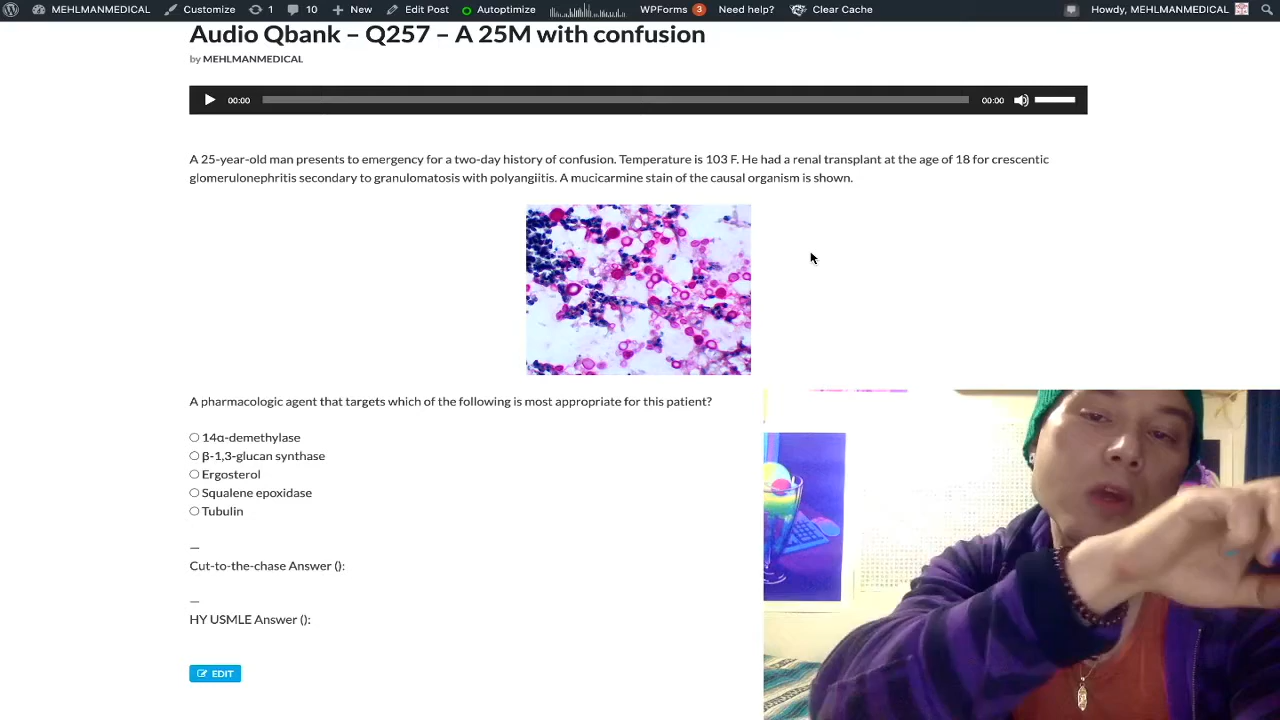 MEHLMANMEDICAL Customize 1 10 New Edit Post Autoptimize WPForms 3 Need help? Clear Cache Howdy, MEHLMANMEDICAL
Audio Qbank – Q257 – A 25M with confusion
by MEHLMANMEDICAL
00:00 00:00
A 25-year-old man presents to emergency for a two-day history of confusion. Temperature is 103 F. He had a renal transplant at the age of 18 for crescentic
glomerulonephritis secondary to granulomatosis with polyangiitis. A mucicarmine stain of the causal organism is shown.
A pharmacologic agent that targets which of the following is most appropriate for this patient?
14α-demethylase
β-1,3-glucan synthase
Ergosterol
Squalene epoxidase
Tubulin
—
Cut-to-the-chase Answer ():
—
HY USMLE Answer ():
EDIT